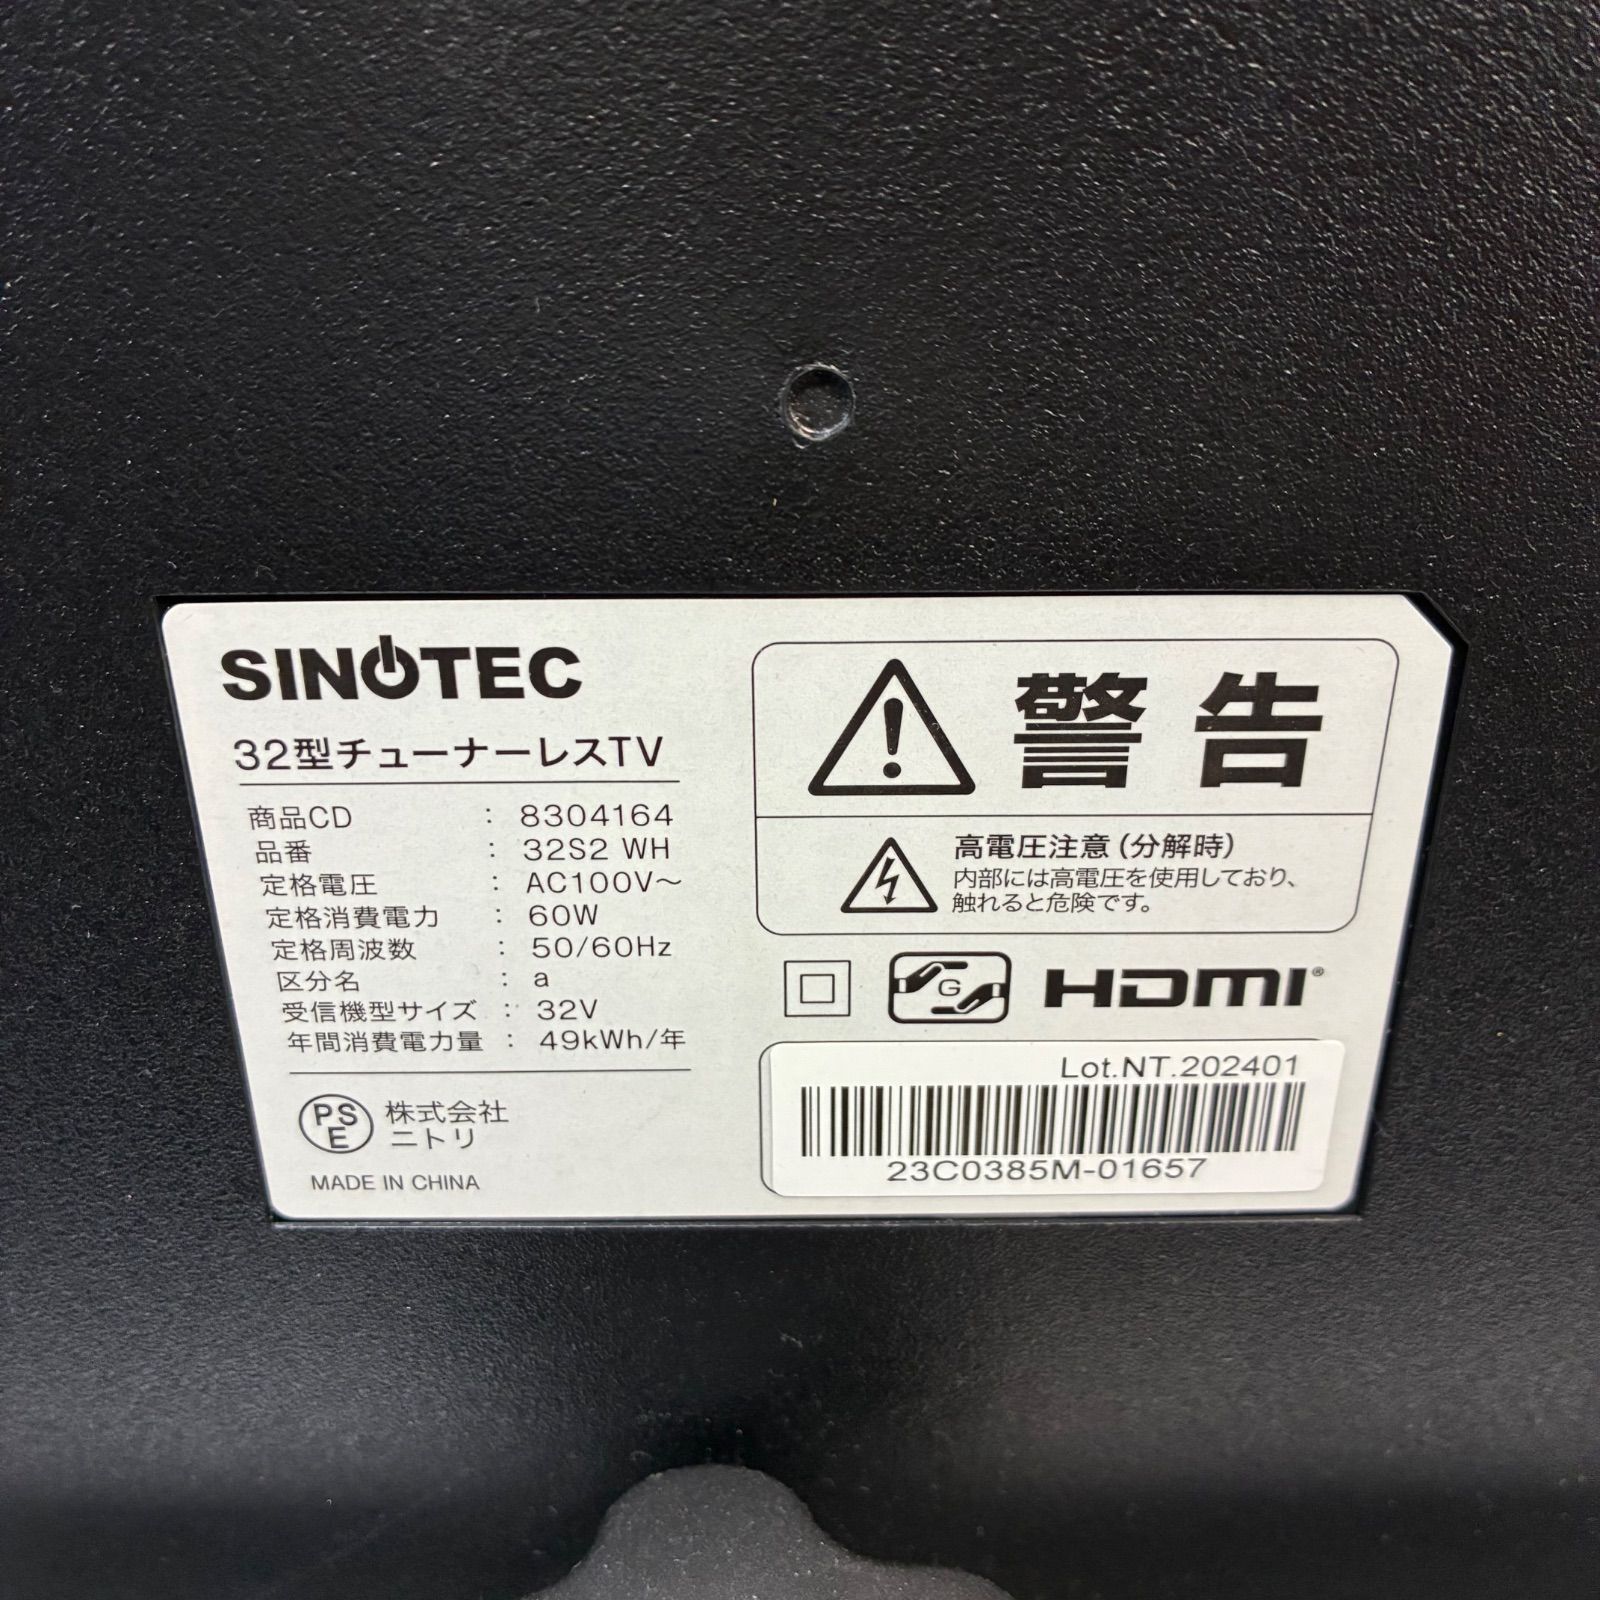 SINOTEC
32型チューナーレスTV
商品CD : 8304164
品番 : 32S2 WH
定格電圧 : AC100V～
定格消費電力 : 60W
定格周波数 : 50/60Hz
区分名 : a
受信機型サイズ : 32V
年間消費電力量 : 49kWh/年
PSE
株式会社
ニトリ
MADE IN CHINA
警告
高電圧注意(分解時)
内部には高電圧を使用しており、
触れると危険です。
G
HDMI®
Lot.NT.202401
23C0385M-01657